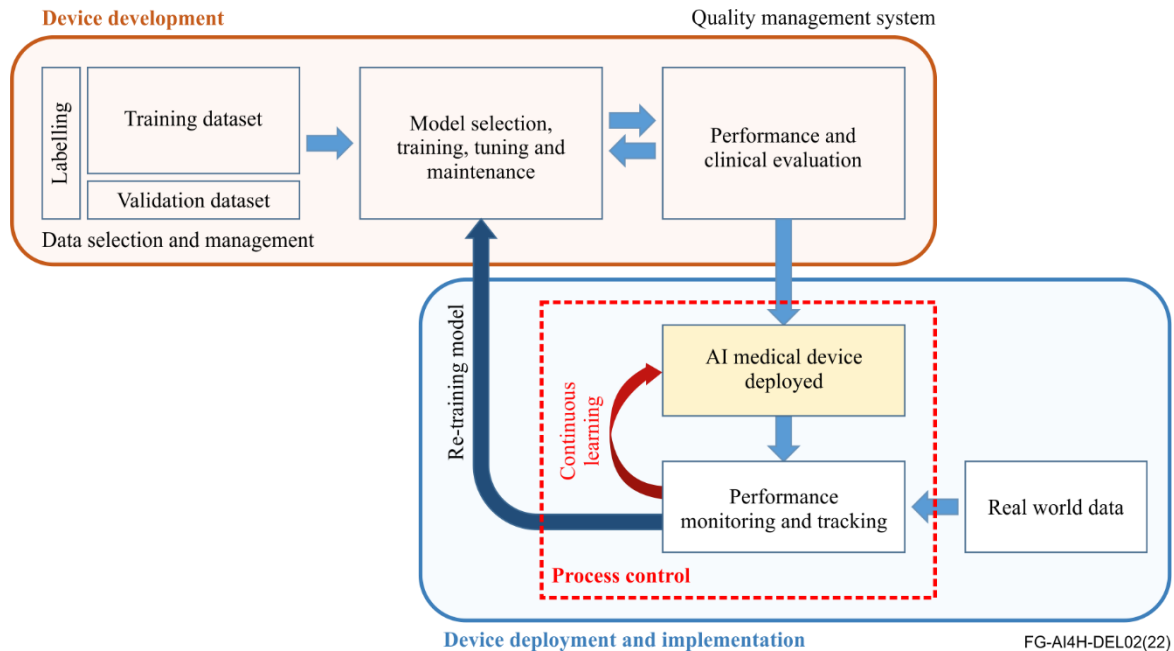 Device development
Quality management system
Labelling
Training dataset
Validation dataset
Data selection and management
Model selection,
training, tuning and
maintenance
Performance and
clinical evaluation
Re-training model
Continuous
learning
AI medical device
deployed
Performance
monitoring and tracking
Real world data
Process control
Device deployment and implementation
FG-AI4H-DEL02(22)